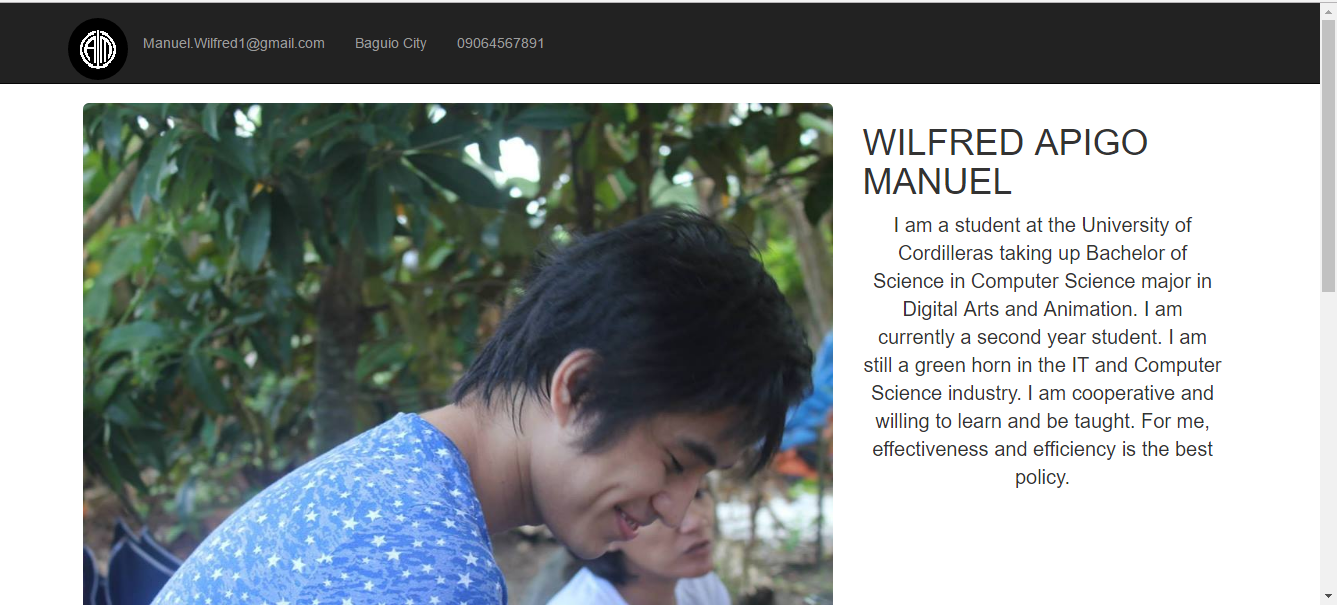 Manuel.Wilfred1@gmail.com Baguio City 09064567891
WILFRED APIGO
MANUEL
I am a student at the University of
Cordilleras taking up Bachelor of
Science in Computer Science major in
Digital Arts and Animation. I am
currently a second year student. I am
still a green horn in the IT and Computer
Science industry. I am cooperative and
willing to learn and be taught. For me,
effectiveness and efficiency is the best
policy.